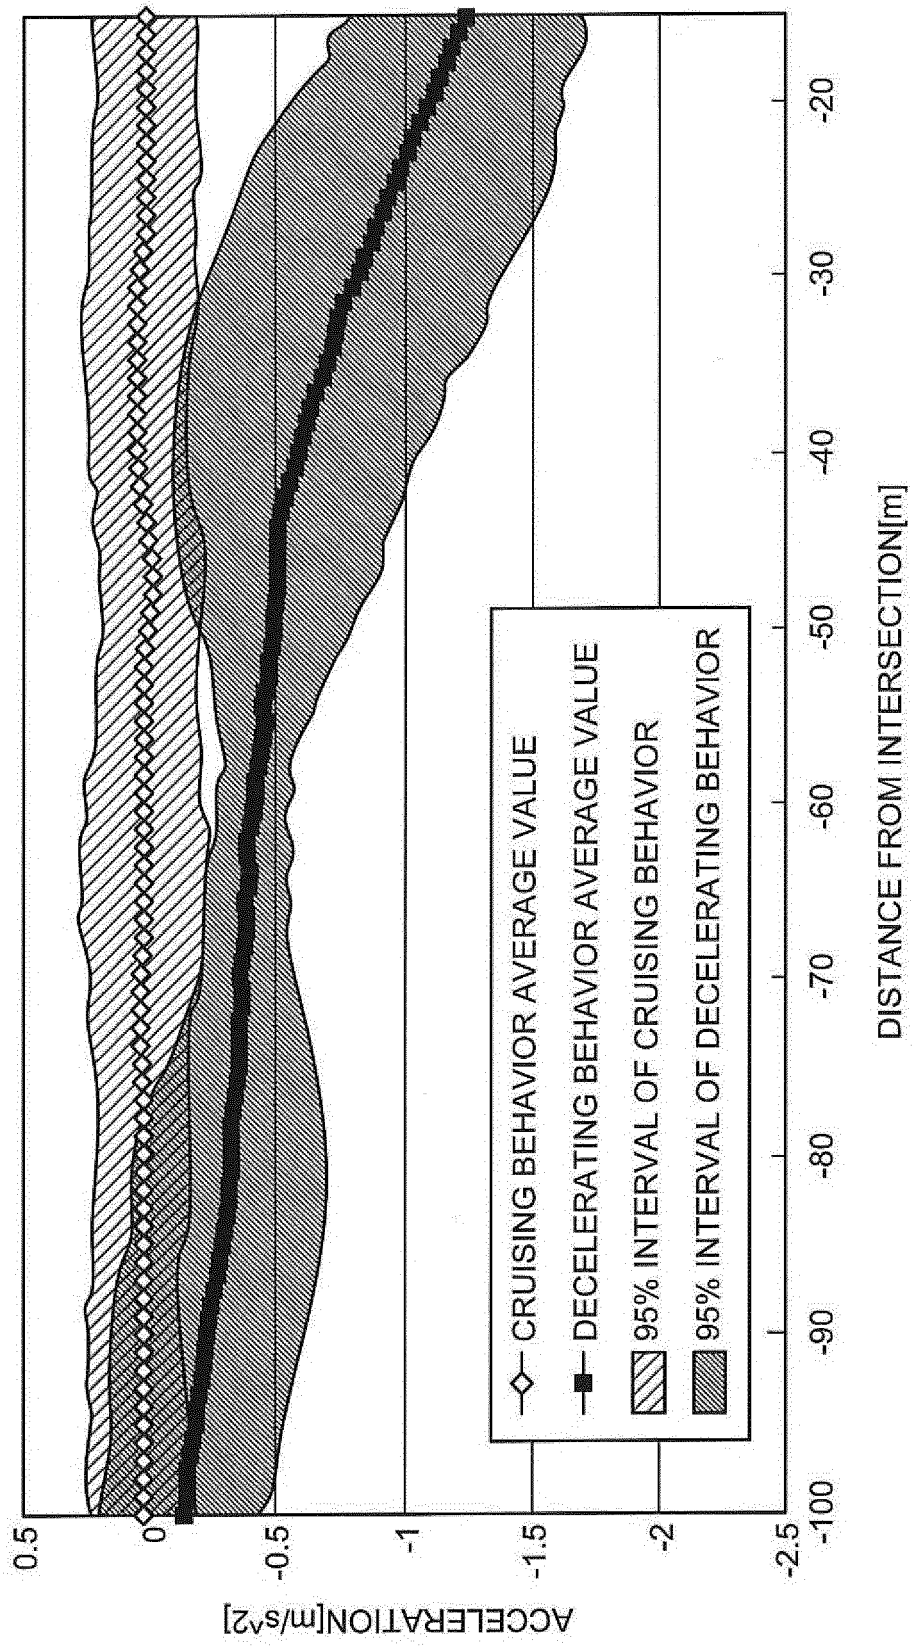 ACCELERATION[m/s^2]
0.5
0
-0.5
-1
-1.5
-2
-2.5
CRUISING BEHAVIOR AVERAGE VALUE
DECELERATING BEHAVIOR AVERAGE VALUE
95% INTERVAL OF CRUISING BEHAVIOR
95% INTERVAL OF DECELERATING BEHAVIOR
-100
-90
-80
-70
-60
-50
-40
-30
-20
DISTANCE FROM INTERSECTION[m]